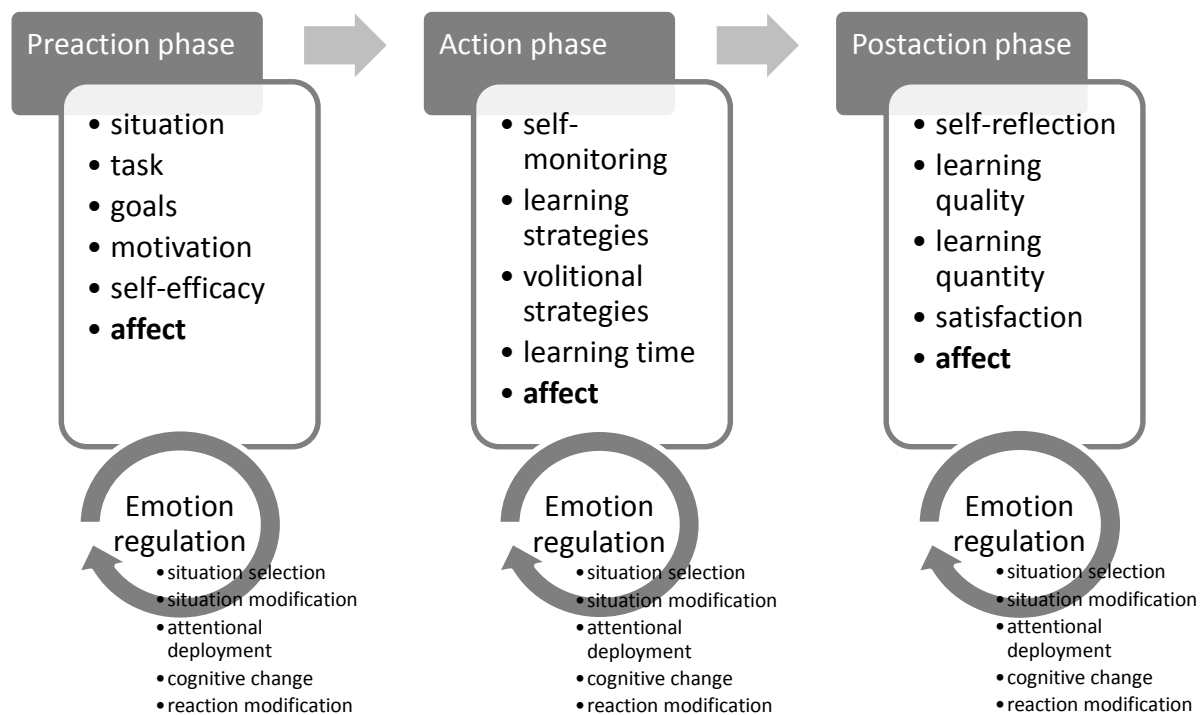 Preaction phase
• situation
• task
• goals
• motivation
• self-efficacy
• affect
Emotion
regulation
• situation selection
• situation modification
• attentional
deployment
• cognitive change
• reaction modification
Action phase
• self-
monitoring
• learning
strategies
• volitional
strategies
• learning time
• affect
Emotion
regulation
• situation selection
• situation modification
• attentional
deployment
• cognitive change
• reaction modification
Postaction phase
• self-reflection
• learning
quality
• learning
quantity
• satisfaction
• affect
Emotion
regulation
• situation selection
• situation modification
• attentional
deployment
• cognitive change
• reaction modification